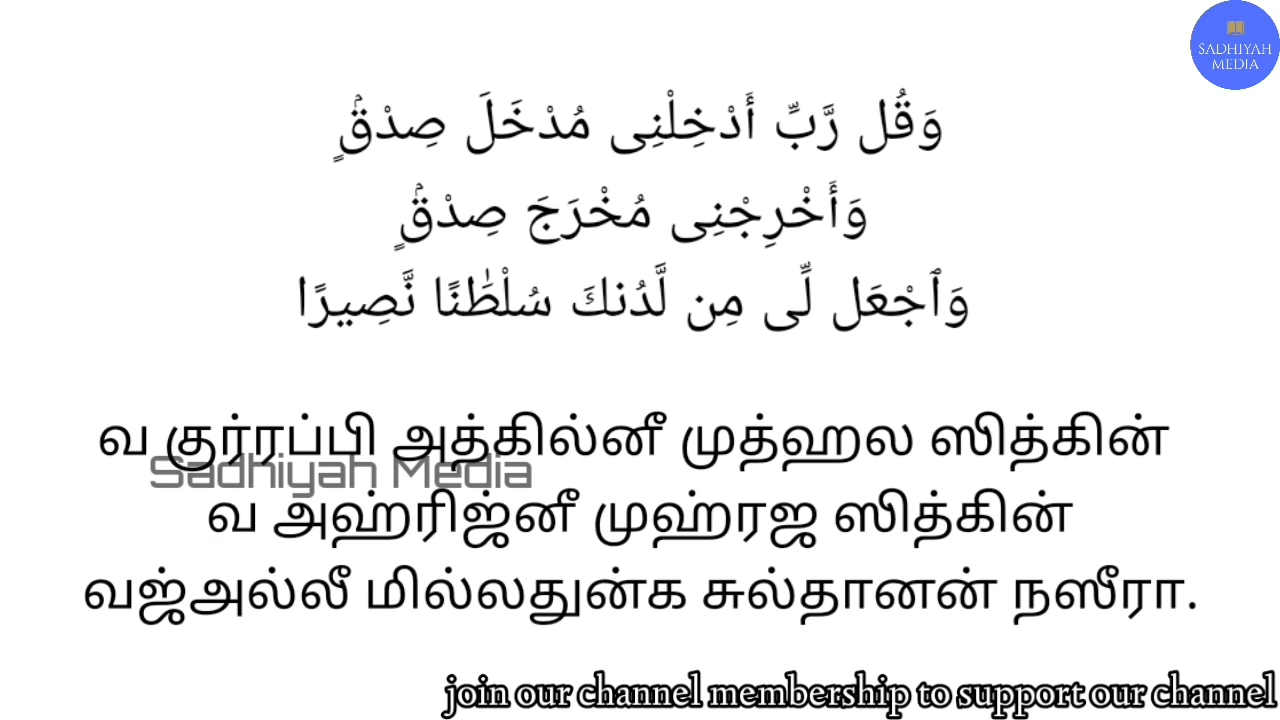 SADHIYAH
MEDIA
وَقُل رَّبِّ أَدْخِلْنِى مُدْخَلَ صِدْقٍۢ
وَأَخْرِجْنِى مُخْرَجَ صِدْقٍۢ
وَٱجْعَل لِّى مِن لَّدُنكَ سُلْطَٰنًا نَّصِيرًا
வ குர்ரப்பி அத்கில்னீ முத்ஹல ஸித்கின்
Sadhiyah Media
வ அஹ்ரிஜ்னீ முஹ்ரஜ ஸித்கின்
வஜ்அல்லீ மில்லதுன்க சுல்தானன் நஸீரா.
join our channel membership to support our channel